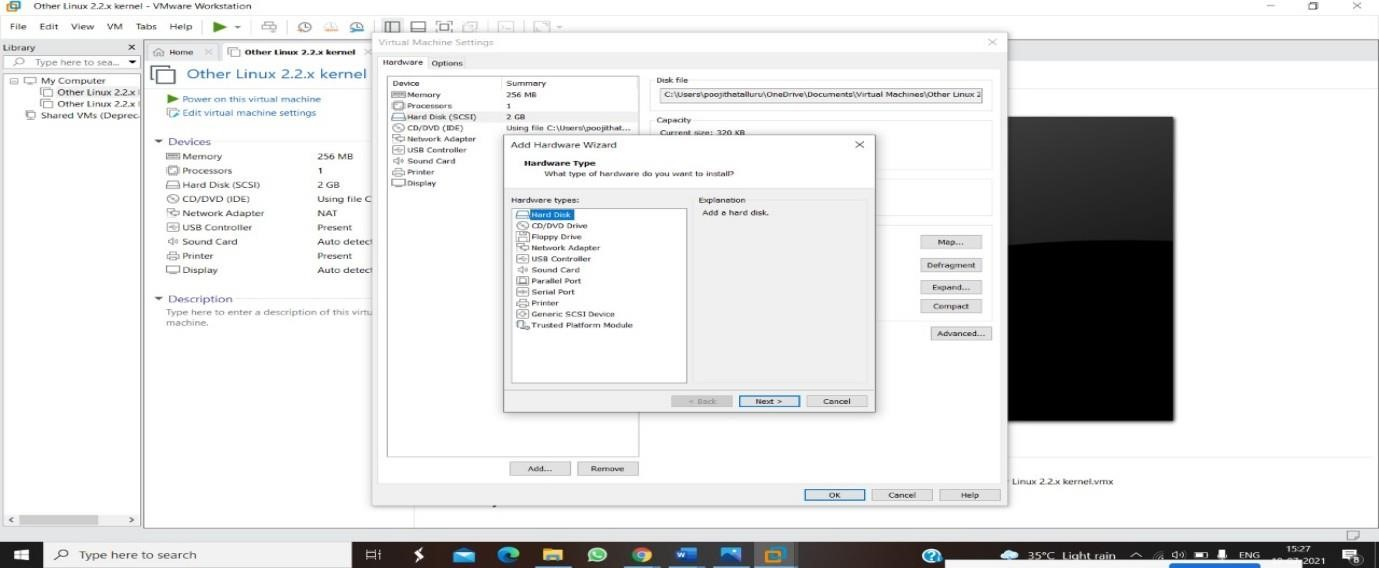 Other Linux 2.2.x kernel - VMware Workstation
File Edit View VM Tabs Help
Library
Type here to sea...
My Computer
Other Linux 2.2.x
Other Linux 2.2.x
Shared VMs (Deprec
Home
Other Linux 2.2.x kernel
Other Linux 2.2.x kernel
Power on this virtual machine
Edit virtual machine settings
Devices
Memory 256 MB
Processors 1
Hard Disk (SCSI) 2 GB
CD/DVD (IDE) Using file C
Network Adapter NAT
USB Controller Present
Sound Card Auto detect
Printer Present
Display Auto detect
Description
Type here to enter a description of this virtu
machine.
Virtual Machine Settings
Hardware Options
Device Summary
Memory 256 MB
Processors 1
Hard Disk (SCSI) 2 GB
CD/DVD (IDE) Using file C:\Users\poojithat...
Network Adapter
USB Controller
Sound Card
Printer
Display
Add... Remove
Disk file
C:\Users\poojithatalluru\OneDrive\Documents\Virtual Machines\Other Linux 2
Capacity
Current size: 320 KB
Map...
Defragment
Expand...
Compact
Advanced...
OK Cancel Help
Add Hardware Wizard
Hardware Type
What type of hardware do you want to install?
Hardware types:
Hard Disk
CD/DVD Drive
Floppy Drive
Network Adapter
USB Controller
Sound Card
Parallel Port
Serial Port
Printer
Generic SCSI Device
Trusted Platform Module
Explanation
Add a hard disk.
< Back Next > Cancel
Linux 2.2.x kernel.vmx
Type here to search
35°C Light rain
ENG
15:27
2021
8